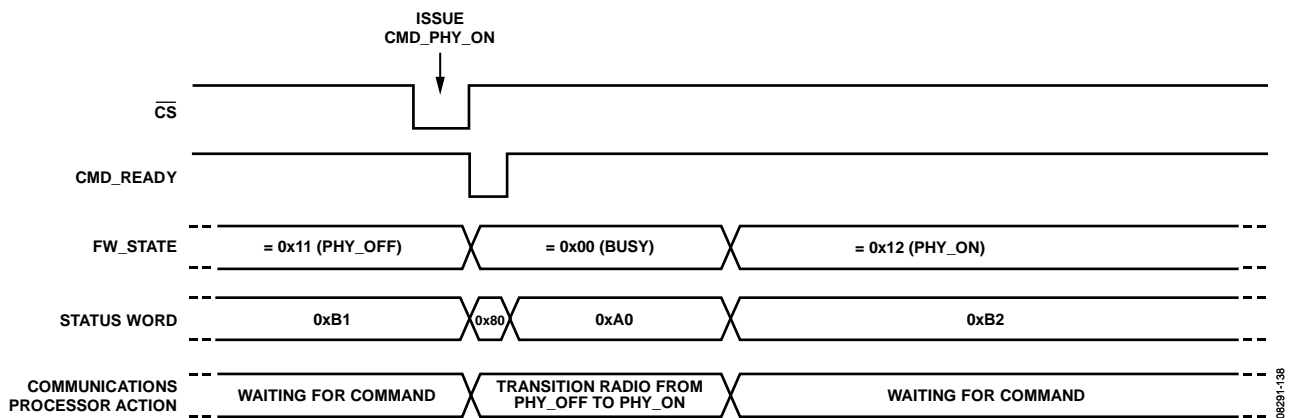 ISSUE
CMD_PHY_ON
CS
CMD_READY
FW_STATE
= 0x11 (PHY_OFF)
= 0x00 (BUSY)
= 0x12 (PHY_ON)
STATUS WORD
0xB1
0x80
0xA0
0xB2
COMMUNICATIONS
PROCESSOR ACTION
WAITING FOR COMMAND
TRANSITION RADIO FROM
PHY_OFF TO PHY_ON
WAITING FOR COMMAND
08291-138